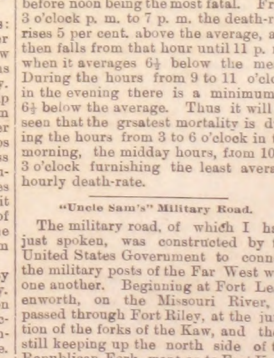 before noon being the most fatal. Fr
3 o'clock p. m. to 7 p. m. the death-r
rises 5 per cent. above the average, a
then falls from that hour until 11 p.
when it averages 6½ below the me
During the hours from 9 to 11 o'cl
in the evening there is a minimum
6½ below the average. Thus it will
seen that the grsatest mortality is d
ing the hours from 3 to 6 o'clock in t
morning, the midday hours, f.om 10
3 o'clock furnishing the least aver
hourly death-rate.
"Uncle Sam's" Military Road.
The military road, of which I ha
just spoken, was constructed by t
United States Government to conn
the military posts of the Far West w
one another. Beginning at Fort Le
enworth, on the Missouri River,
passed through Fort Riley, at the ju
tion of the forks of the Kaw, and th
still keeping up the north side of